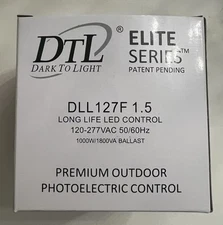 DTL
DARK TO LIGHT
ELITE
SERIES™
PATENT PENDING
DLL127F 1.5
LONG LIFE LED CONTROL
120-277VAC 50/60Hz
1000W/1800VA BALLAST
PREMIUM OUTDOOR
PHOTOELECTRIC CONTROL